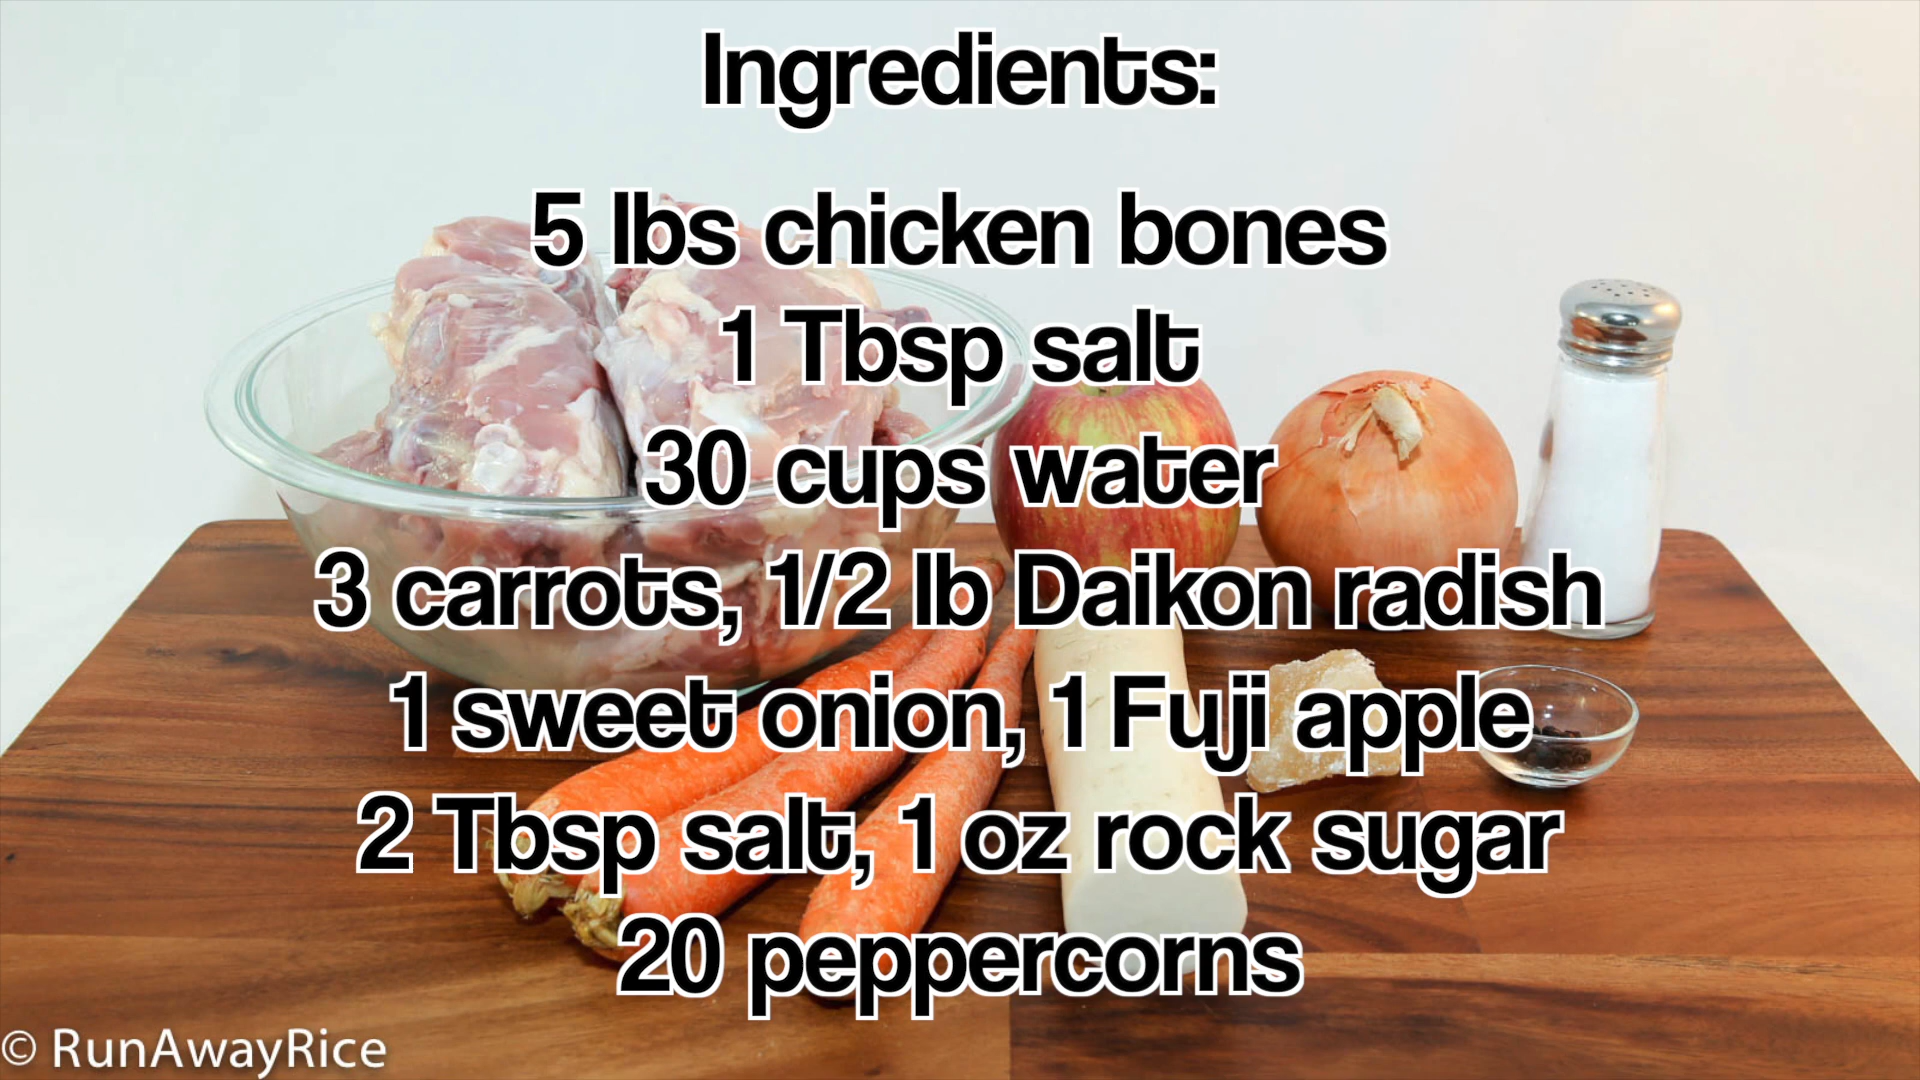 Ingredients:
5 lbs chicken bones
1 Tbsp salt
30 cups water
3 carrots, 1/2 lb Daikon radish
1 sweet onion, 1 Fuji apple
2 Tbsp salt, 1 oz rock sugar
20 peppercorns
© RunAwayRice